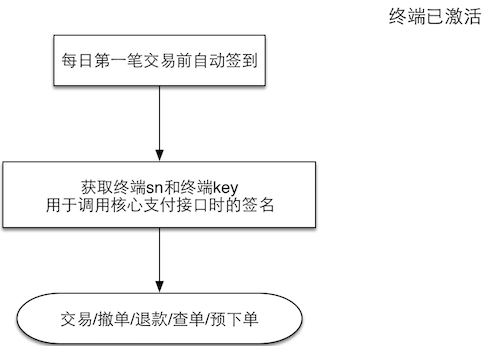 终端已激活
每日第一笔交易前自动签到
获取终端sn和终端key
用于调用核心支付接口时的签名
交易/撤单/退款/查单/预下单